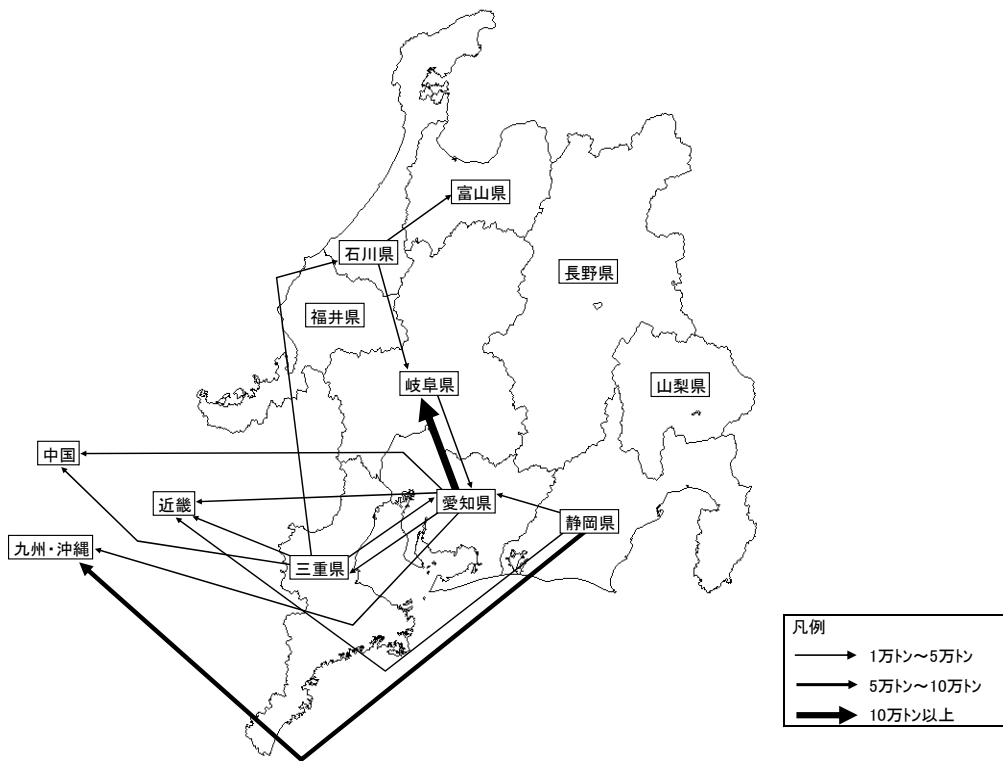 富山県
石川県
長野県
福井県
岐阜県
山梨県
中国
近畿
愛知県
静岡県
九州・沖縄
三重県
凡例
1万トン～5万トン
5万トン～10万トン
10万トン以上